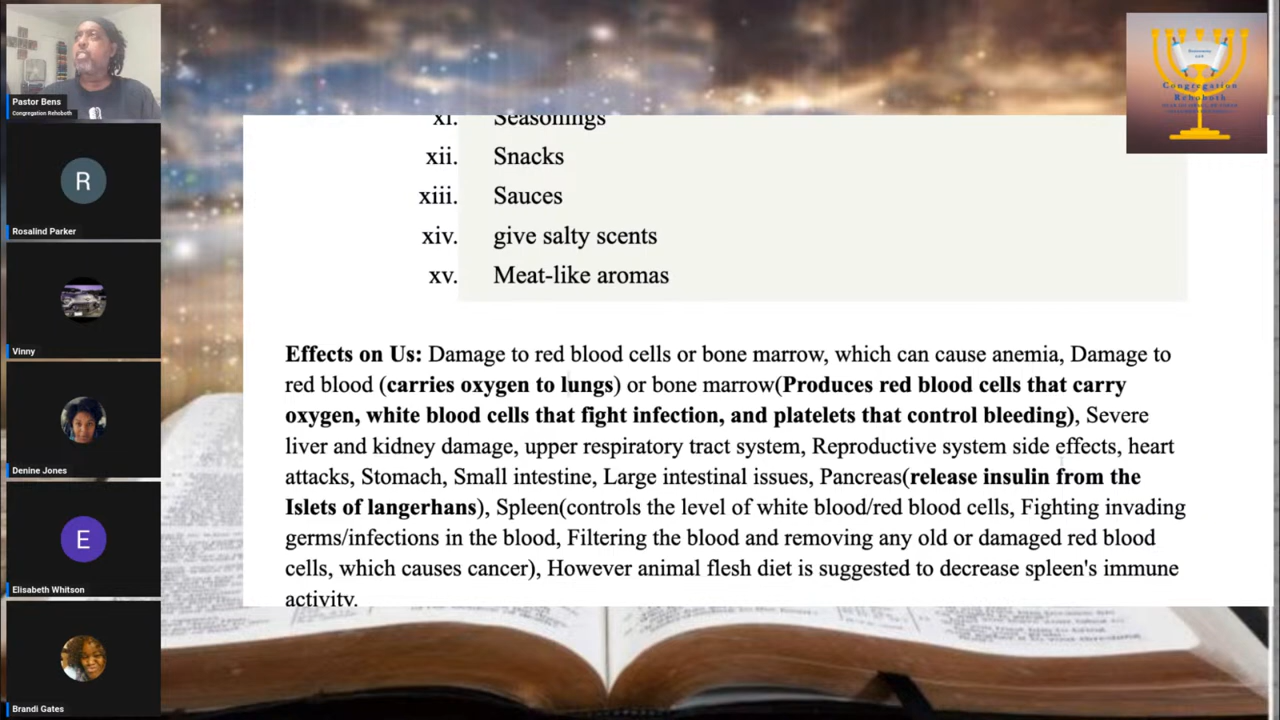 Pastor Bens
Congregation Rehoboth
R
Rosalind Parker
Vinny
Denine Jones
E
Elisabeth Whitson
Brandi Gates
Congregation
Rehoboth
xi. Seasonings
xii. Snacks
xiii. Sauces
xiv. give salty scents
xv. Meat-like aromas
Effects on Us: Damage to red blood cells or bone marrow, which can cause anemia, Damage to
red blood (carries oxygen to lungs) or bone marrow(Produces red blood cells that carry
oxygen, white blood cells that fight infection, and platelets that control bleeding), Severe
liver and kidney damage, upper respiratory tract system, Reproductive system side effects, heart
attacks, Stomach, Small intestine, Large intestinal issues, Pancreas(release insulin from the
Islets of langerhans), Spleen(controls the level of white blood/red blood cells, Fighting invading
germs/infections in the blood, Filtering the blood and removing any old or damaged red blood
cells, which causes cancer), However animal flesh diet is suggested to decrease spleen's immune
activity.